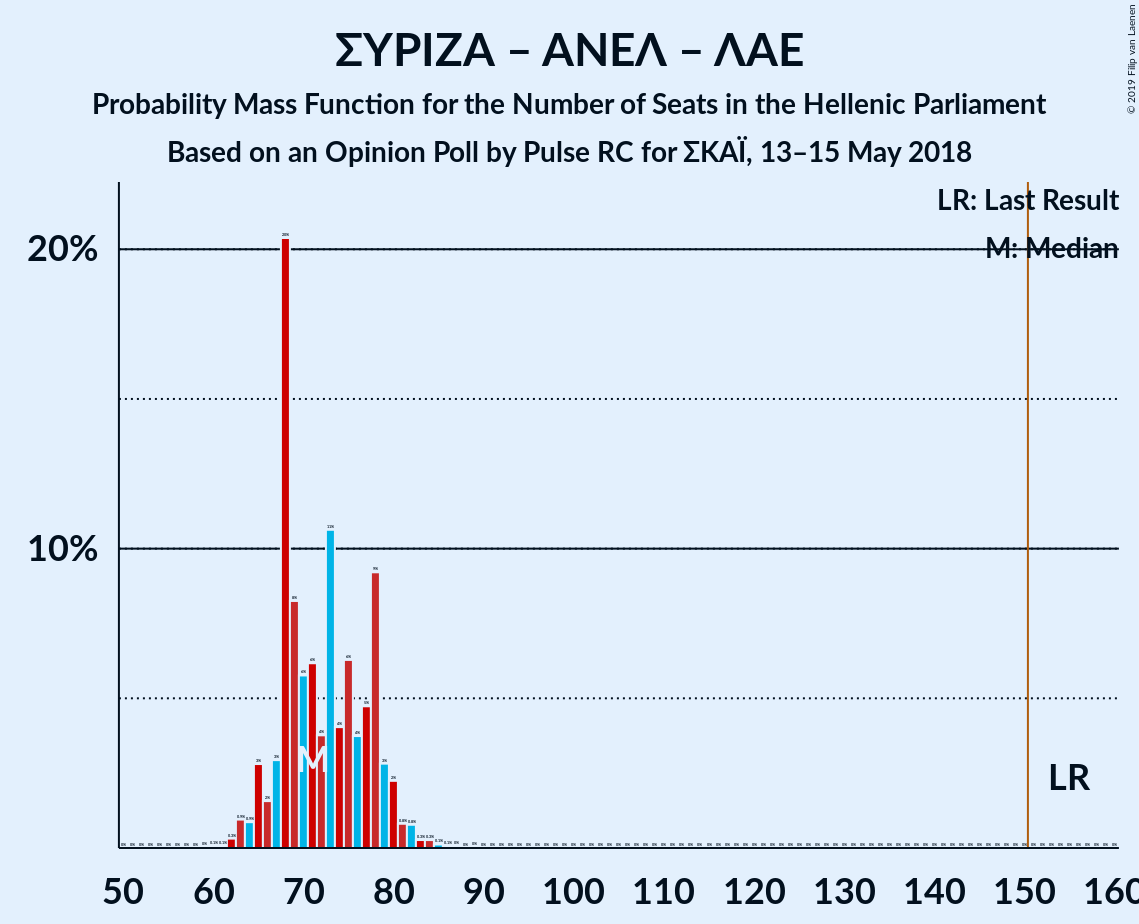 ΣΥΡΙΖΑ – ΑΝΕΛ – ΛΑΕ
Probability Mass Function for the Number of Seats in the Hellenic Parliament
Based on an Opinion Poll by Pulse RC for ΣΚΑΪ, 13–15 May 2018
© 2019 Filip van Laenen
LR: Last Result
M: Median
20%
10%
M
LR
50 60 70 80 90 100 110 120 130 140 150 160